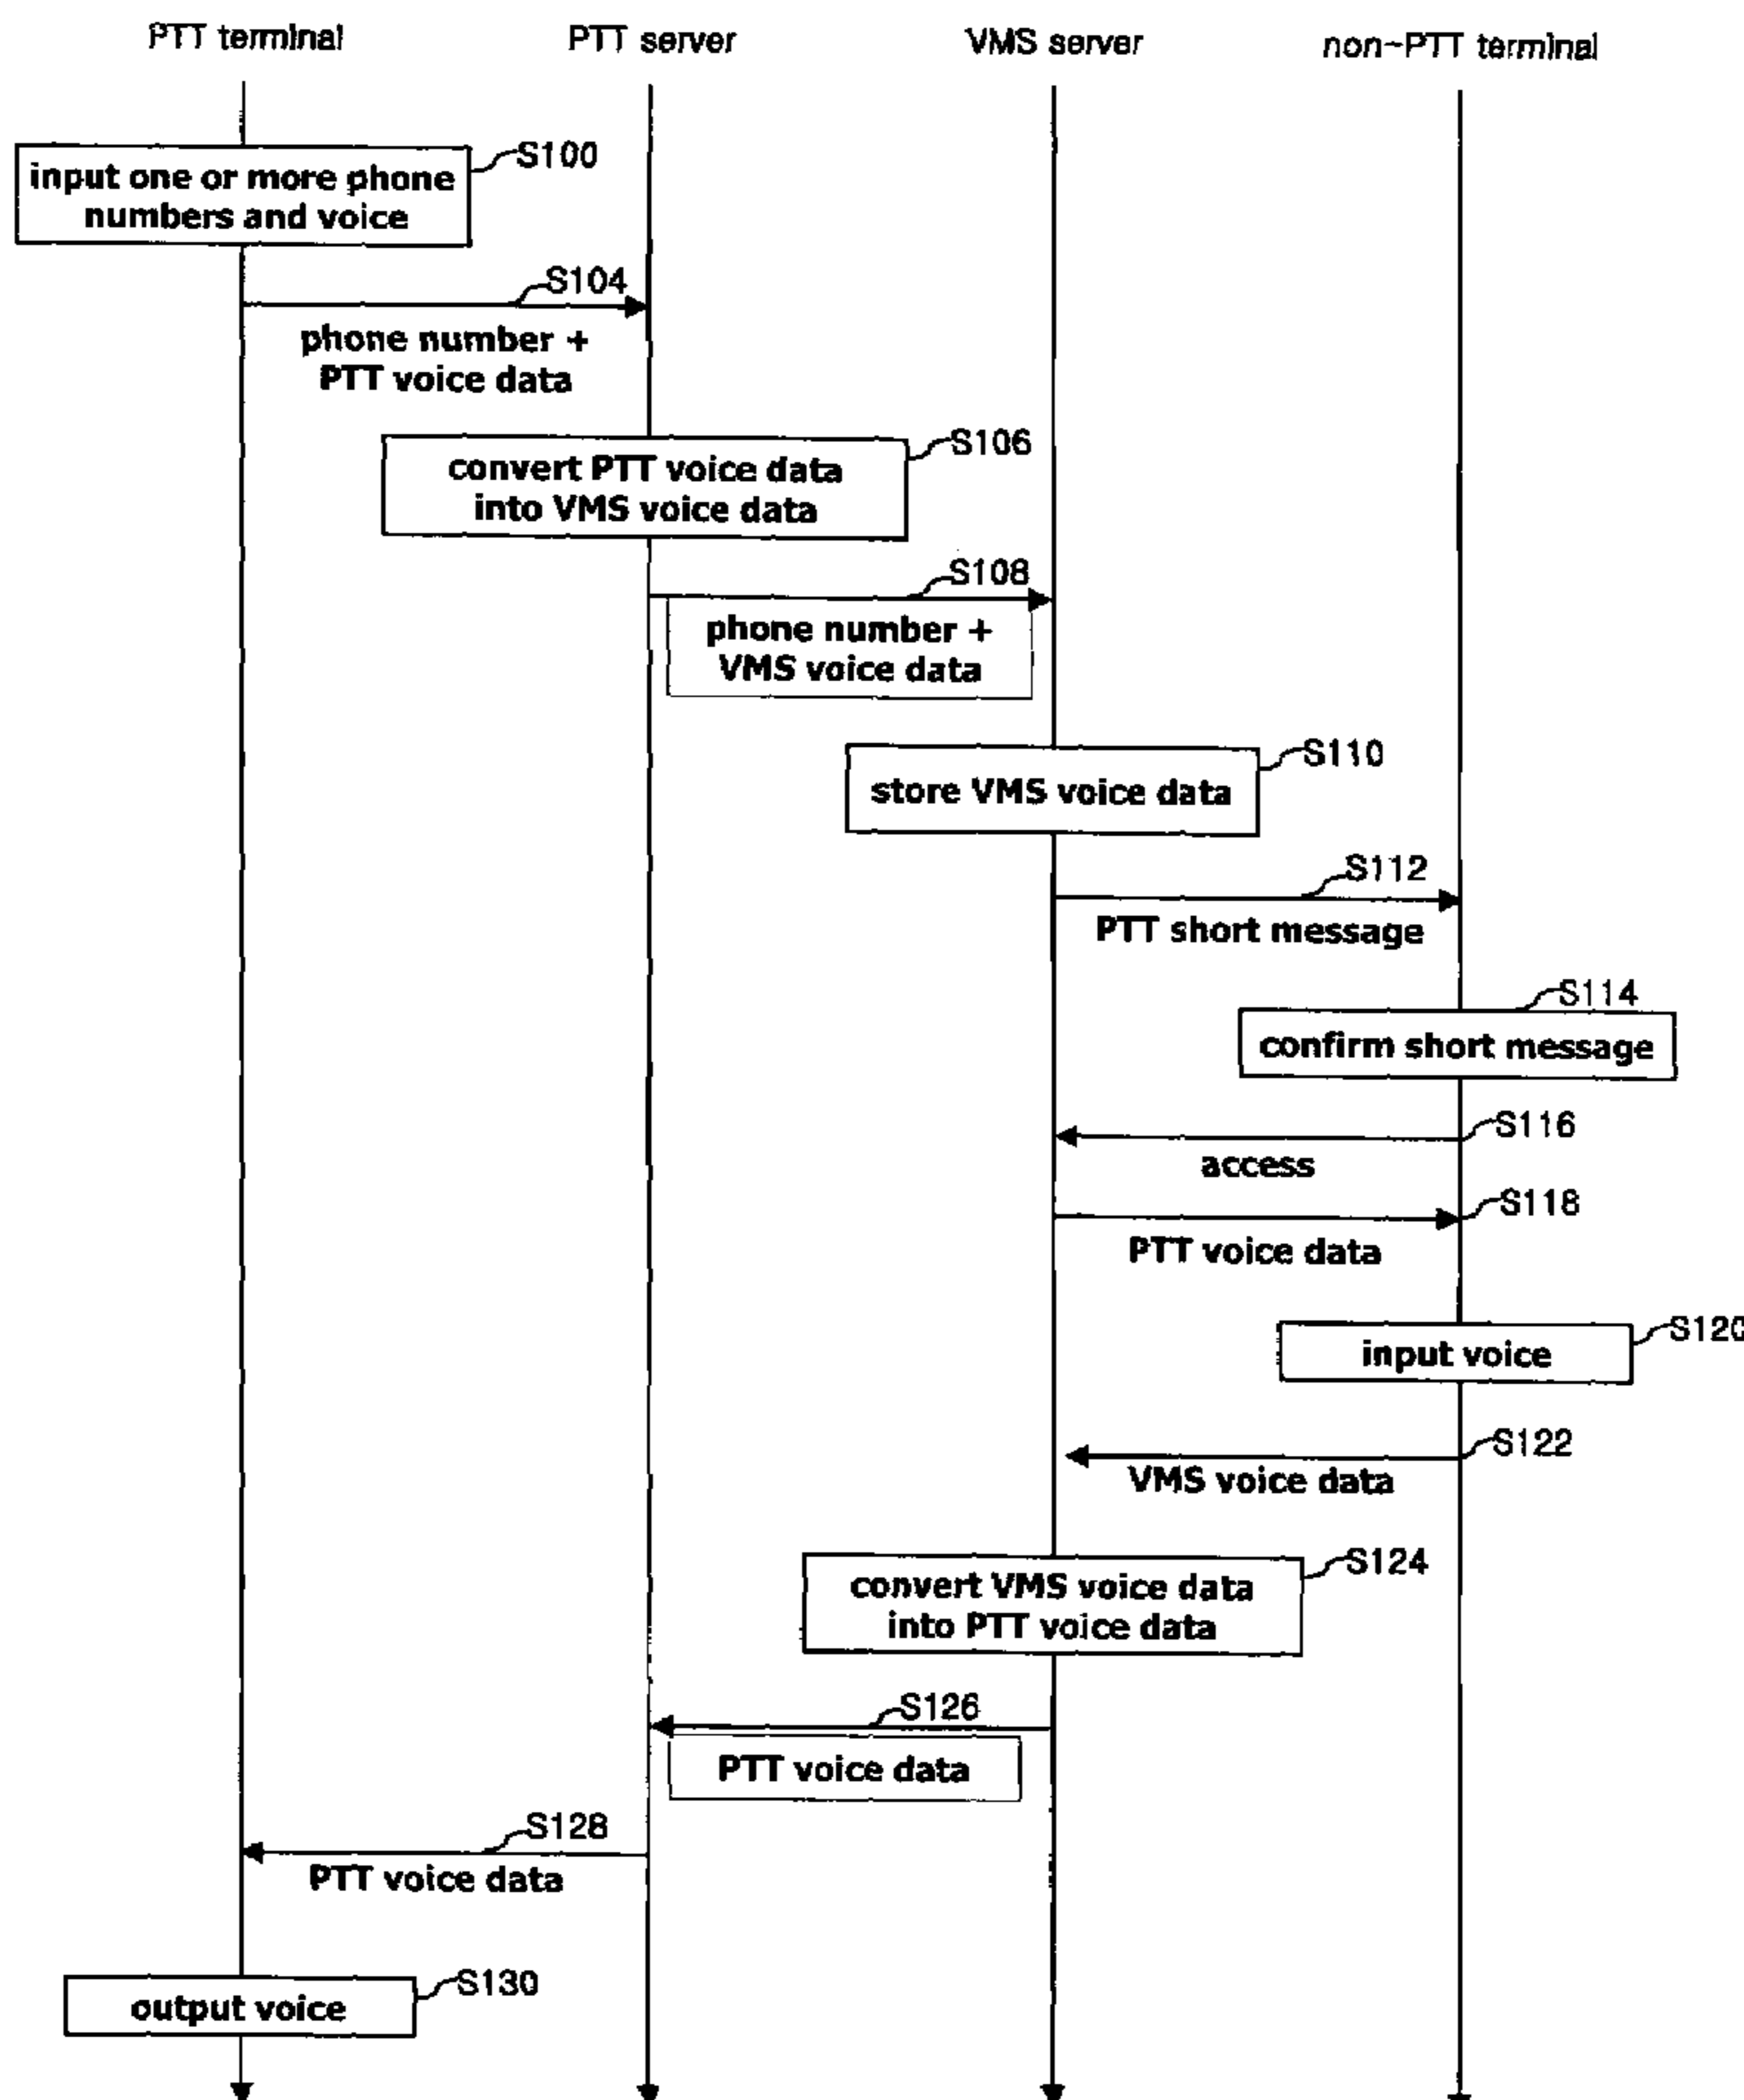 PTT terminal
PTT server
VMS server
non-PTT terminal
S100
input one or more phone
numbers and voice
S104
phone number +
PTT voice data
S106
convert PTT voice data
into VMS voice data
S108
phone number +
VMS voice data
S110
store VMS voice data
S112
PTT short message
S114
confirm short message
S116
access
S118
PTT voice data
S120
input voice
S122
VMS voice data
S124
convert VMS voice data
into PTT voice data
S126
PTT voice data
S128
PTT voice data
S130
output voice